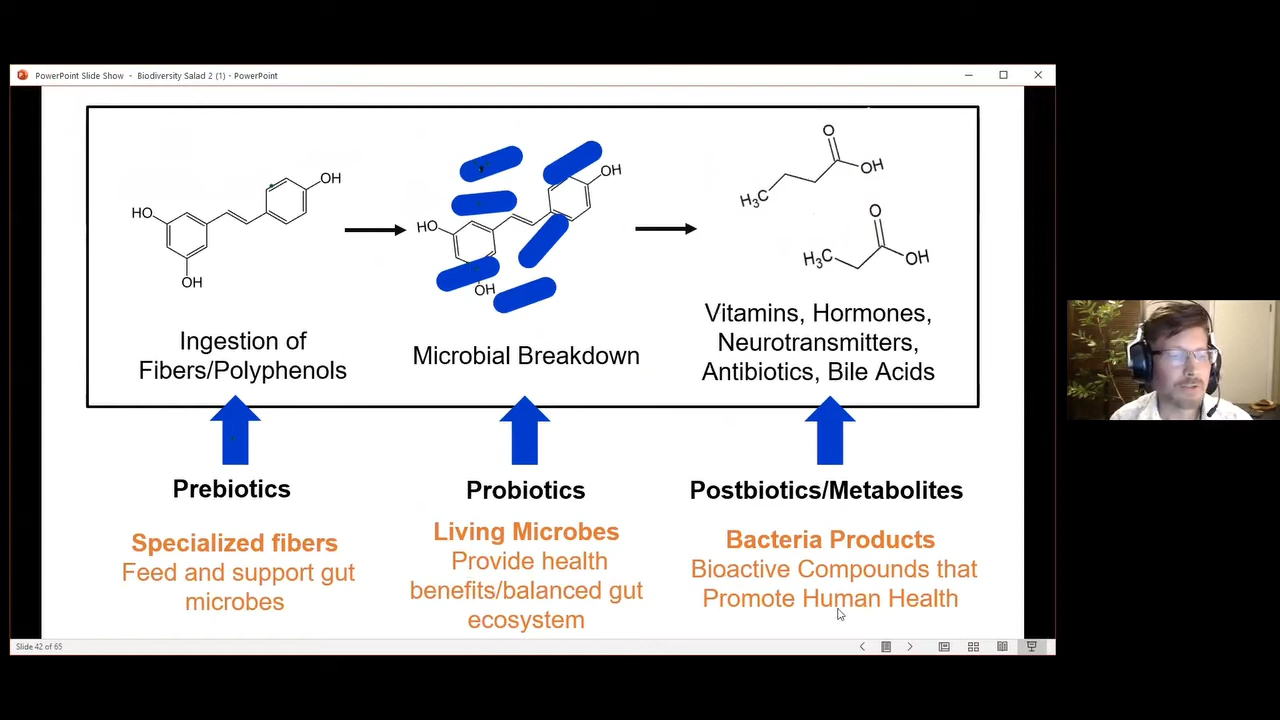 PowerPoint Slide Show - Biodiversity Salad 2 (1) - PowerPoint
OH
HO
OH
OH
HO
OH
O
OH
H₃C
O
H₃C
OH
Ingestion of
Fibers/Polyphenols
Microbial Breakdown
Vitamins, Hormones,
Neurotransmitters,
Antibiotics, Bile Acids
Prebiotics
Specialized fibers
Feed and support gut
microbes
Probiotics
Living Microbes
Provide health
benefits/balanced gut
ecosystem
Postbiotics/Metabolites
Bacteria Products
Bioactive Compounds that
Promote Human Health
Slide 42 of 65